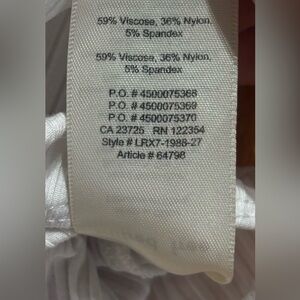 59% Viscose, 36% Nylon,
5% Spandex
59% Viscose, 36% Nylon,
5% Spandex
P.O. # 4500075368
P.O. # 4500075369
P.O. # 4500075370
CA 23725 RN 122354
Style # LRX7-1988-27
Article # 64798